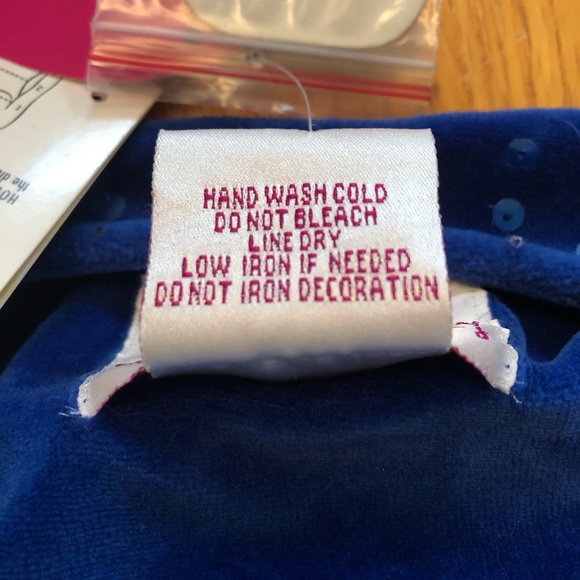 HAND WASH COLD
DO NOT BLEACH
LINE DRY
LOW IRON IF NEEDED
DO NOT IRON DECORATION